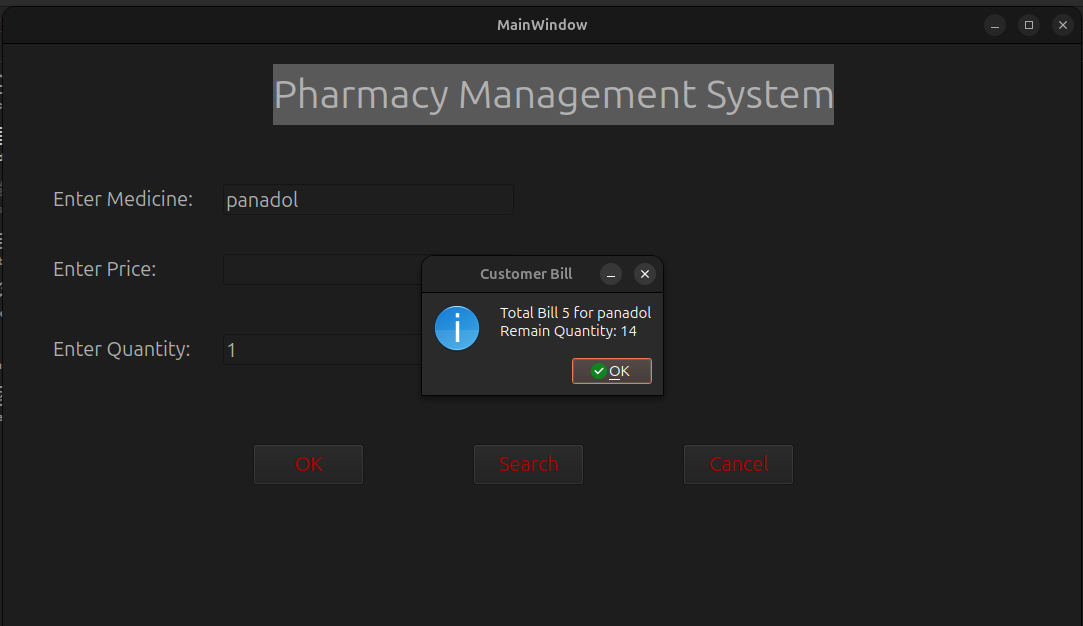 MainWindow
Pharmacy Management System
Enter Medicine: panadol
Enter Price:
Customer Bill
Total Bill 5 for panadol
Remain Quantity: 14
OK
Enter Quantity: 1
OK Search Cancel